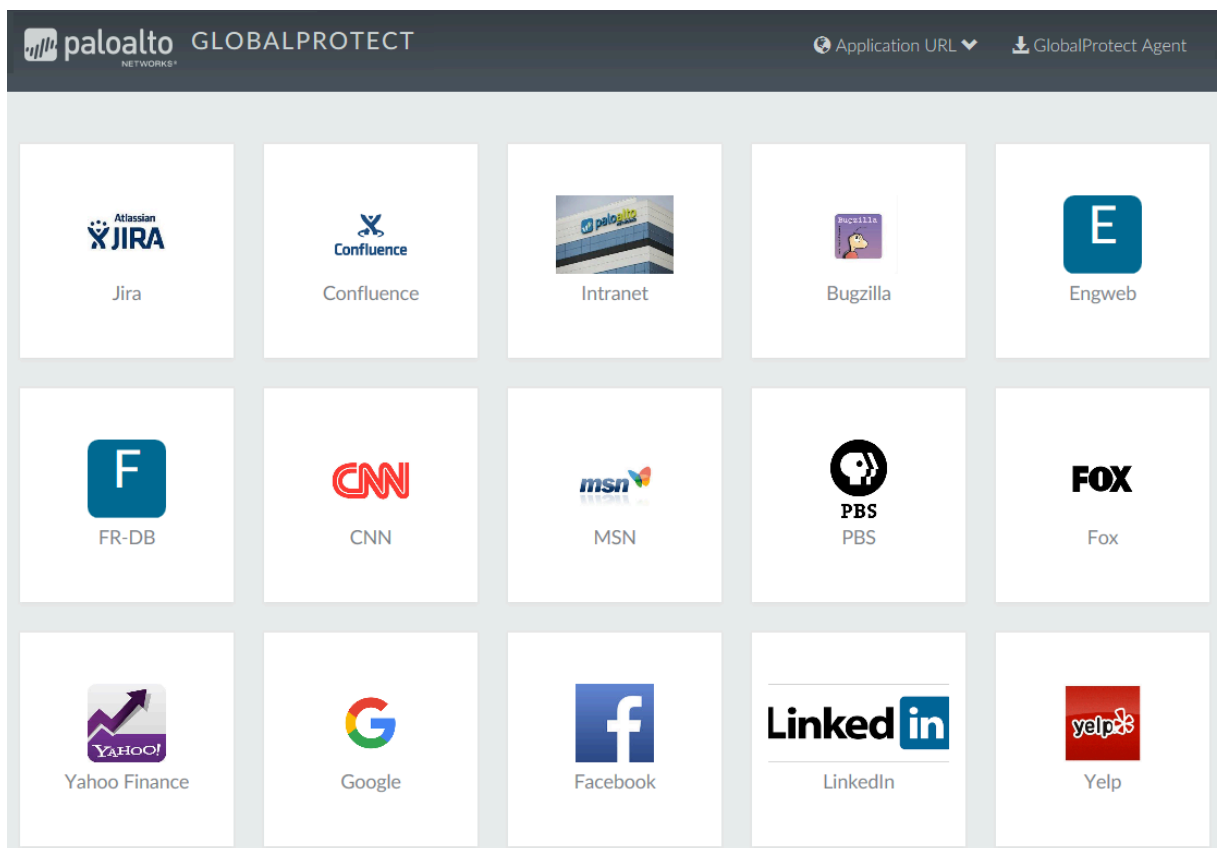 paloalto NETWORKS® GLOBALPROTECT
Application URL
GlobalProtect Agent
Atlassian
JIRA
Jira
Confluence
Confluence
paloalto
Intranet
Bugzilla
Bugzilla
E
Engweb
F
FR-DB
CNN
CNN
msn
MSN
PBS
PBS
FOX
Fox
YAHOO!
Yahoo Finance
G
Google
f
Facebook
Linked in
LinkedIn
yelp
Yelp